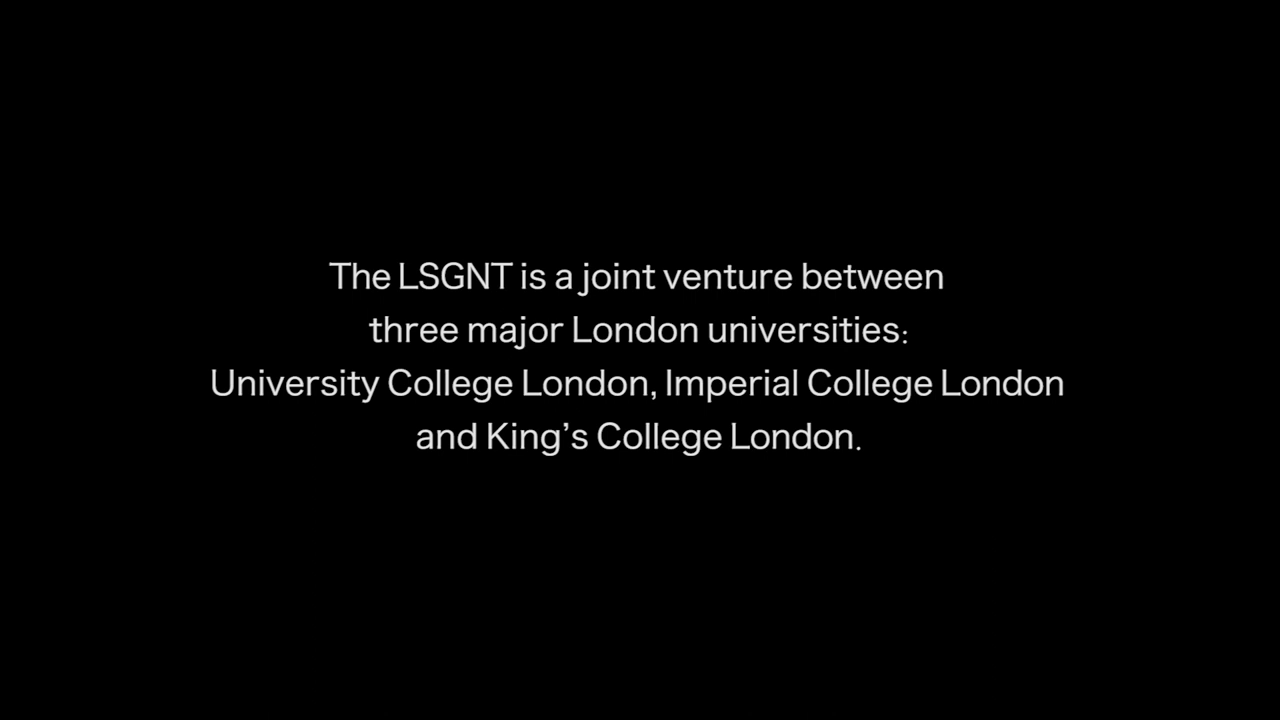 The LSGNT is a joint venture between
three major London universities:
University College London, Imperial College London
and King’s College London.